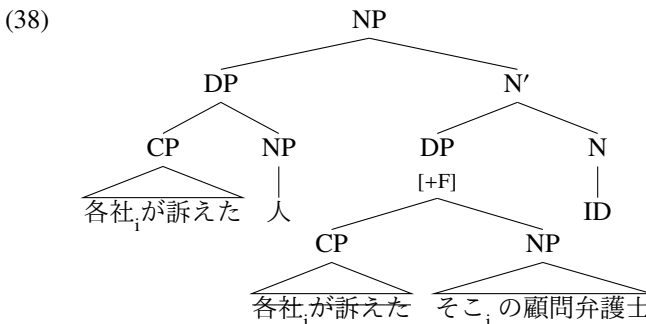 (38) NP
DP N′
CP NP DP N
[+F]
各社iが訴えた 人 ID
CP NP
各社iが訴えた そこiの顧問弁護士